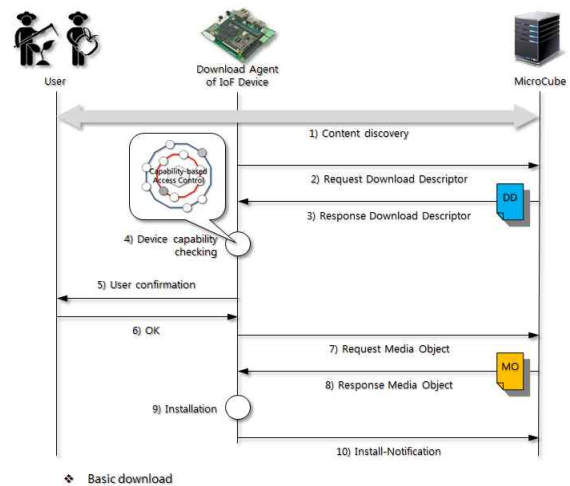 User
Download Agent
of IoF Device
MicroCube
1) Content discovery
Capability-based
Access Control
2) Request Download Descriptor
DD
3) Response Download Descriptor
4) Device capability
checking
5) User confirmation
6) OK
7) Request Media Object
MO
8) Response Media Object
9) Installation
10) Install-Notification
❖ Basic download